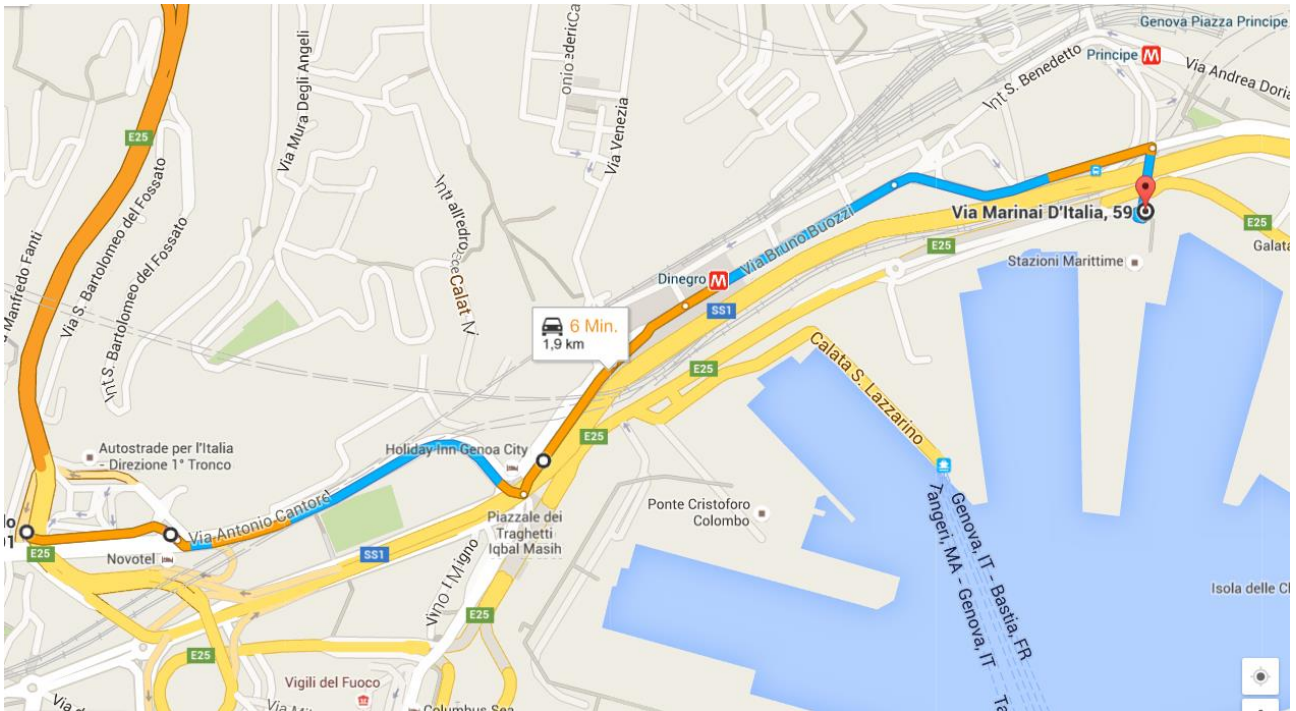 Genova Piazza Principe
Principe
M
Via Andrea Doria
Int S. Benedetto
Via Mura Degli Angeli
Via Venezia
E25
Via S. Bartolomeo del Fossato
Int S. Bartolomeo del Fossato
Manfredo Fanti
Via Bruno Buozzi
Via Marinai D'Italia, 59
E25
E25
Galata
Stazioni Marittime
Dinegro
M
SS1
6 Min.
1,9 km
E25
Calata S. Lazzarino
E25
Autostrade per l'Italia
- Direzione 1° Tronco
Holiday Inn Genoa City
Via Antonio Cantore
Piazzale dei
Traghetti
Iqbal Masih
Ponte Cristoforo
Colombo
E25
Novotel
SS1
Genova, IT - Bastia, FR
Tangeri, MA - Genova, IT
Isola delle
E25
E25
Vigili del Fuoco
Columbus Sea